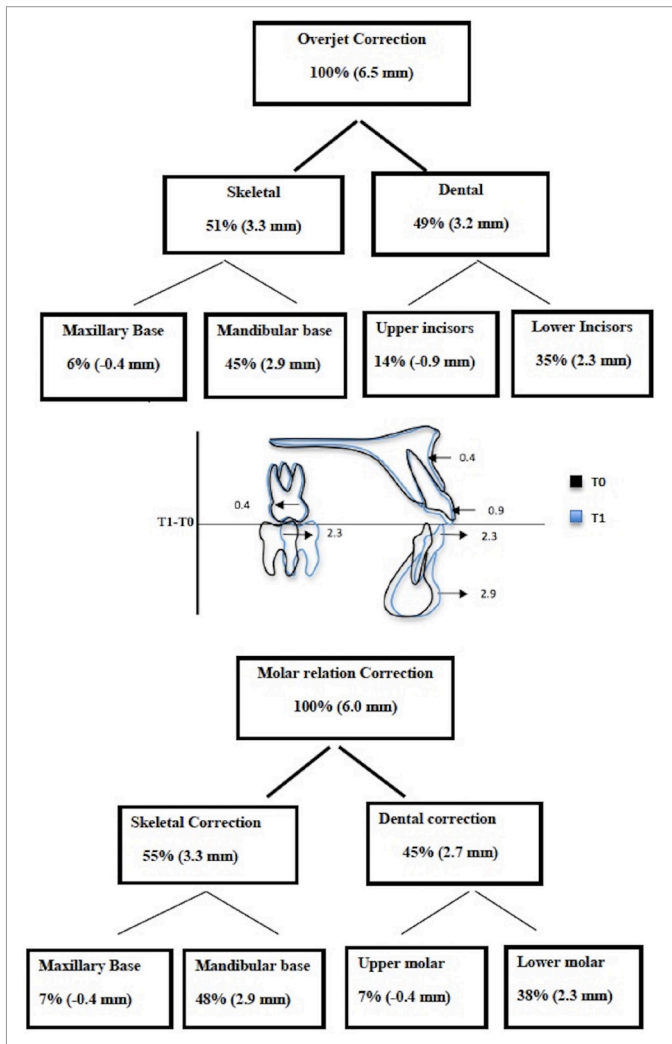 Overjet Correction
100% (6.5 mm)
Skeletal
51% (3.3 mm)
Dental
49% (3.2 mm)
Maxillary Base
6% (-0.4 mm)
Mandibular base
45% (2.9 mm)
Upper incisors
14% (-0.9 mm)
Lower Incisors
35% (2.3 mm)
0.4
T0
0.4
0.9
T1
T1-T0
2.3
2.3
2.9
Molar relation Correction
100% (6.0 mm)
Skeletal Correction
55% (3.3 mm)
Dental correction
45% (2.7 mm)
Maxillary Base
7% (-0.4 mm)
Mandibular base
48% (2.9 mm)
Upper molar
7% (-0.4 mm)
Lower molar
38% (2.3 mm)